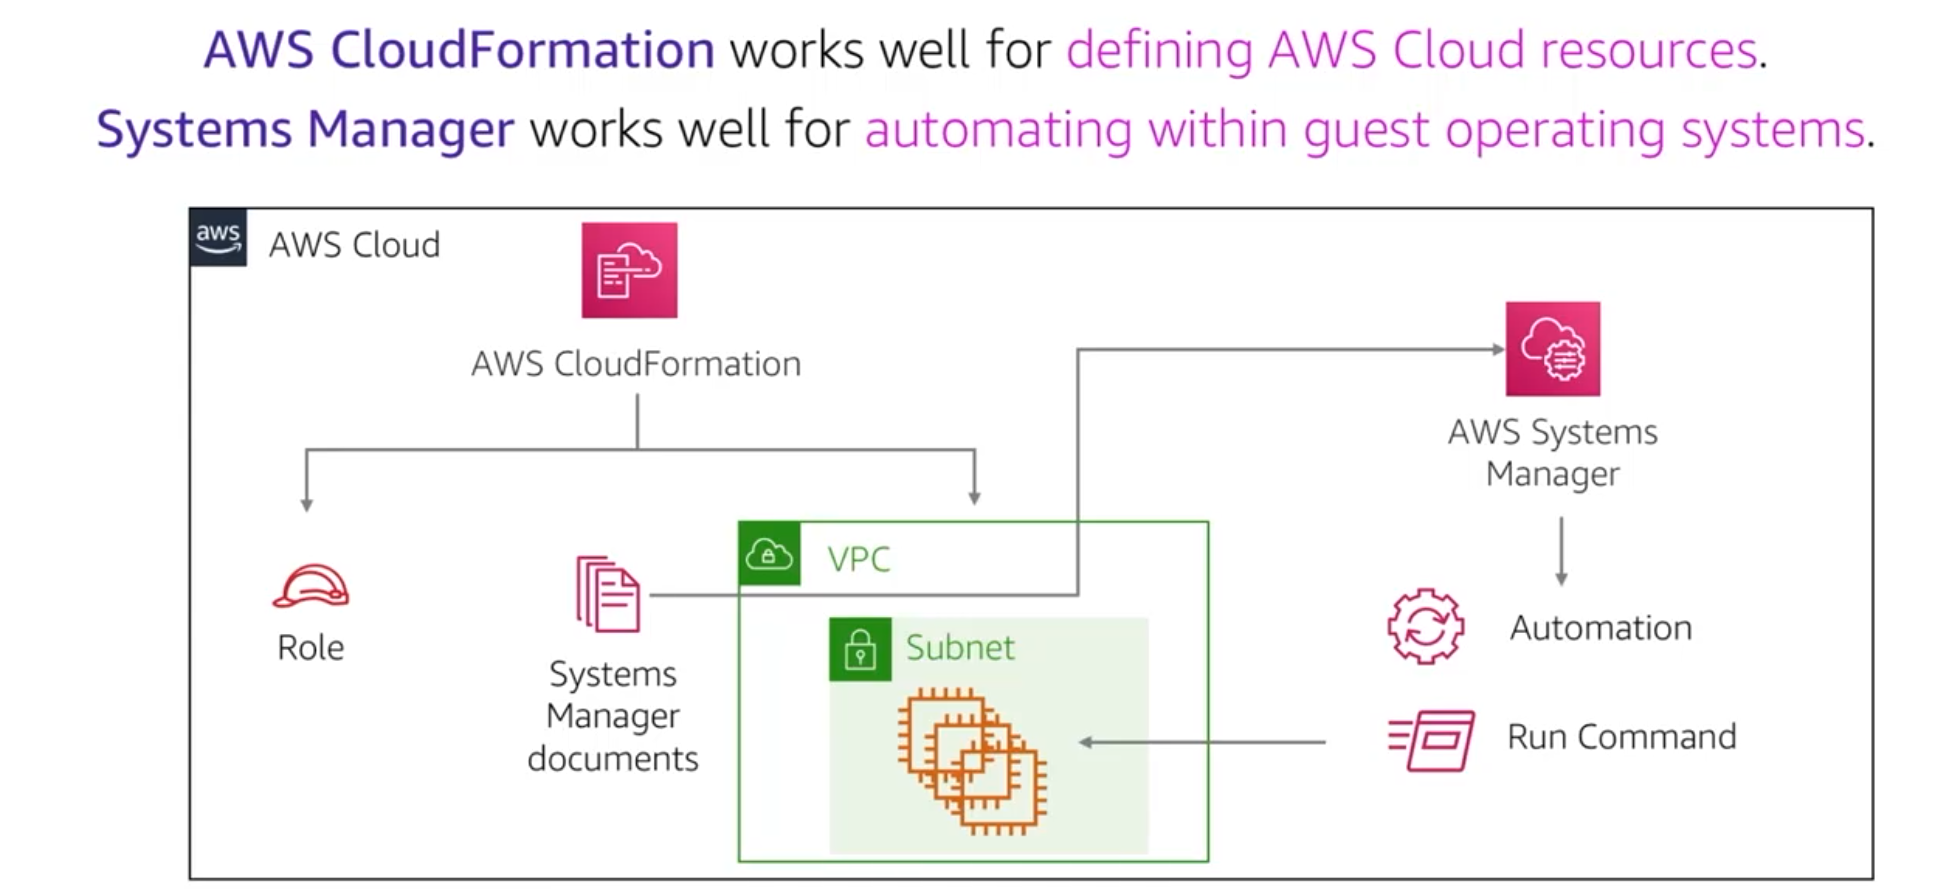 AWS CloudFormation works well for defining AWS Cloud resources.
Systems Manager works well for automating within guest operating systems.
aws
AWS Cloud
AWS CloudFormation
AWS Systems
Manager
Role
Systems
Manager
documents
VPC
Subnet
Automation
Run Command